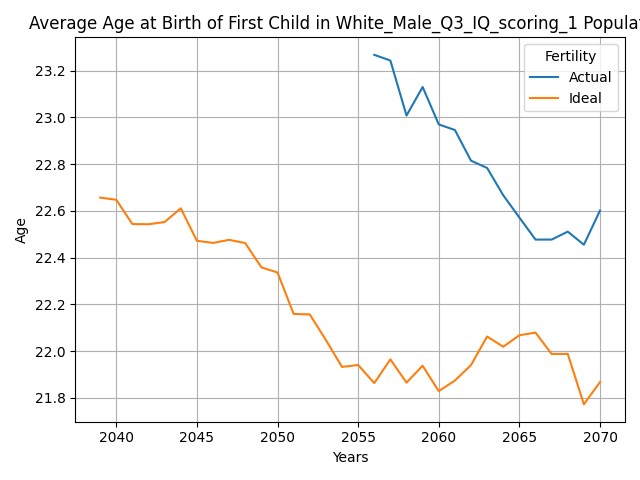 Average Age at Birth of First Child in White_Male_Q3_IQ_scoring_1 Populat
Fertility
Actual
Ideal
23.2
23.0
22.8
22.6
22.4
22.2
22.0
21.8
Age
2040 2045 2050 2055 2060 2065 2070
Years